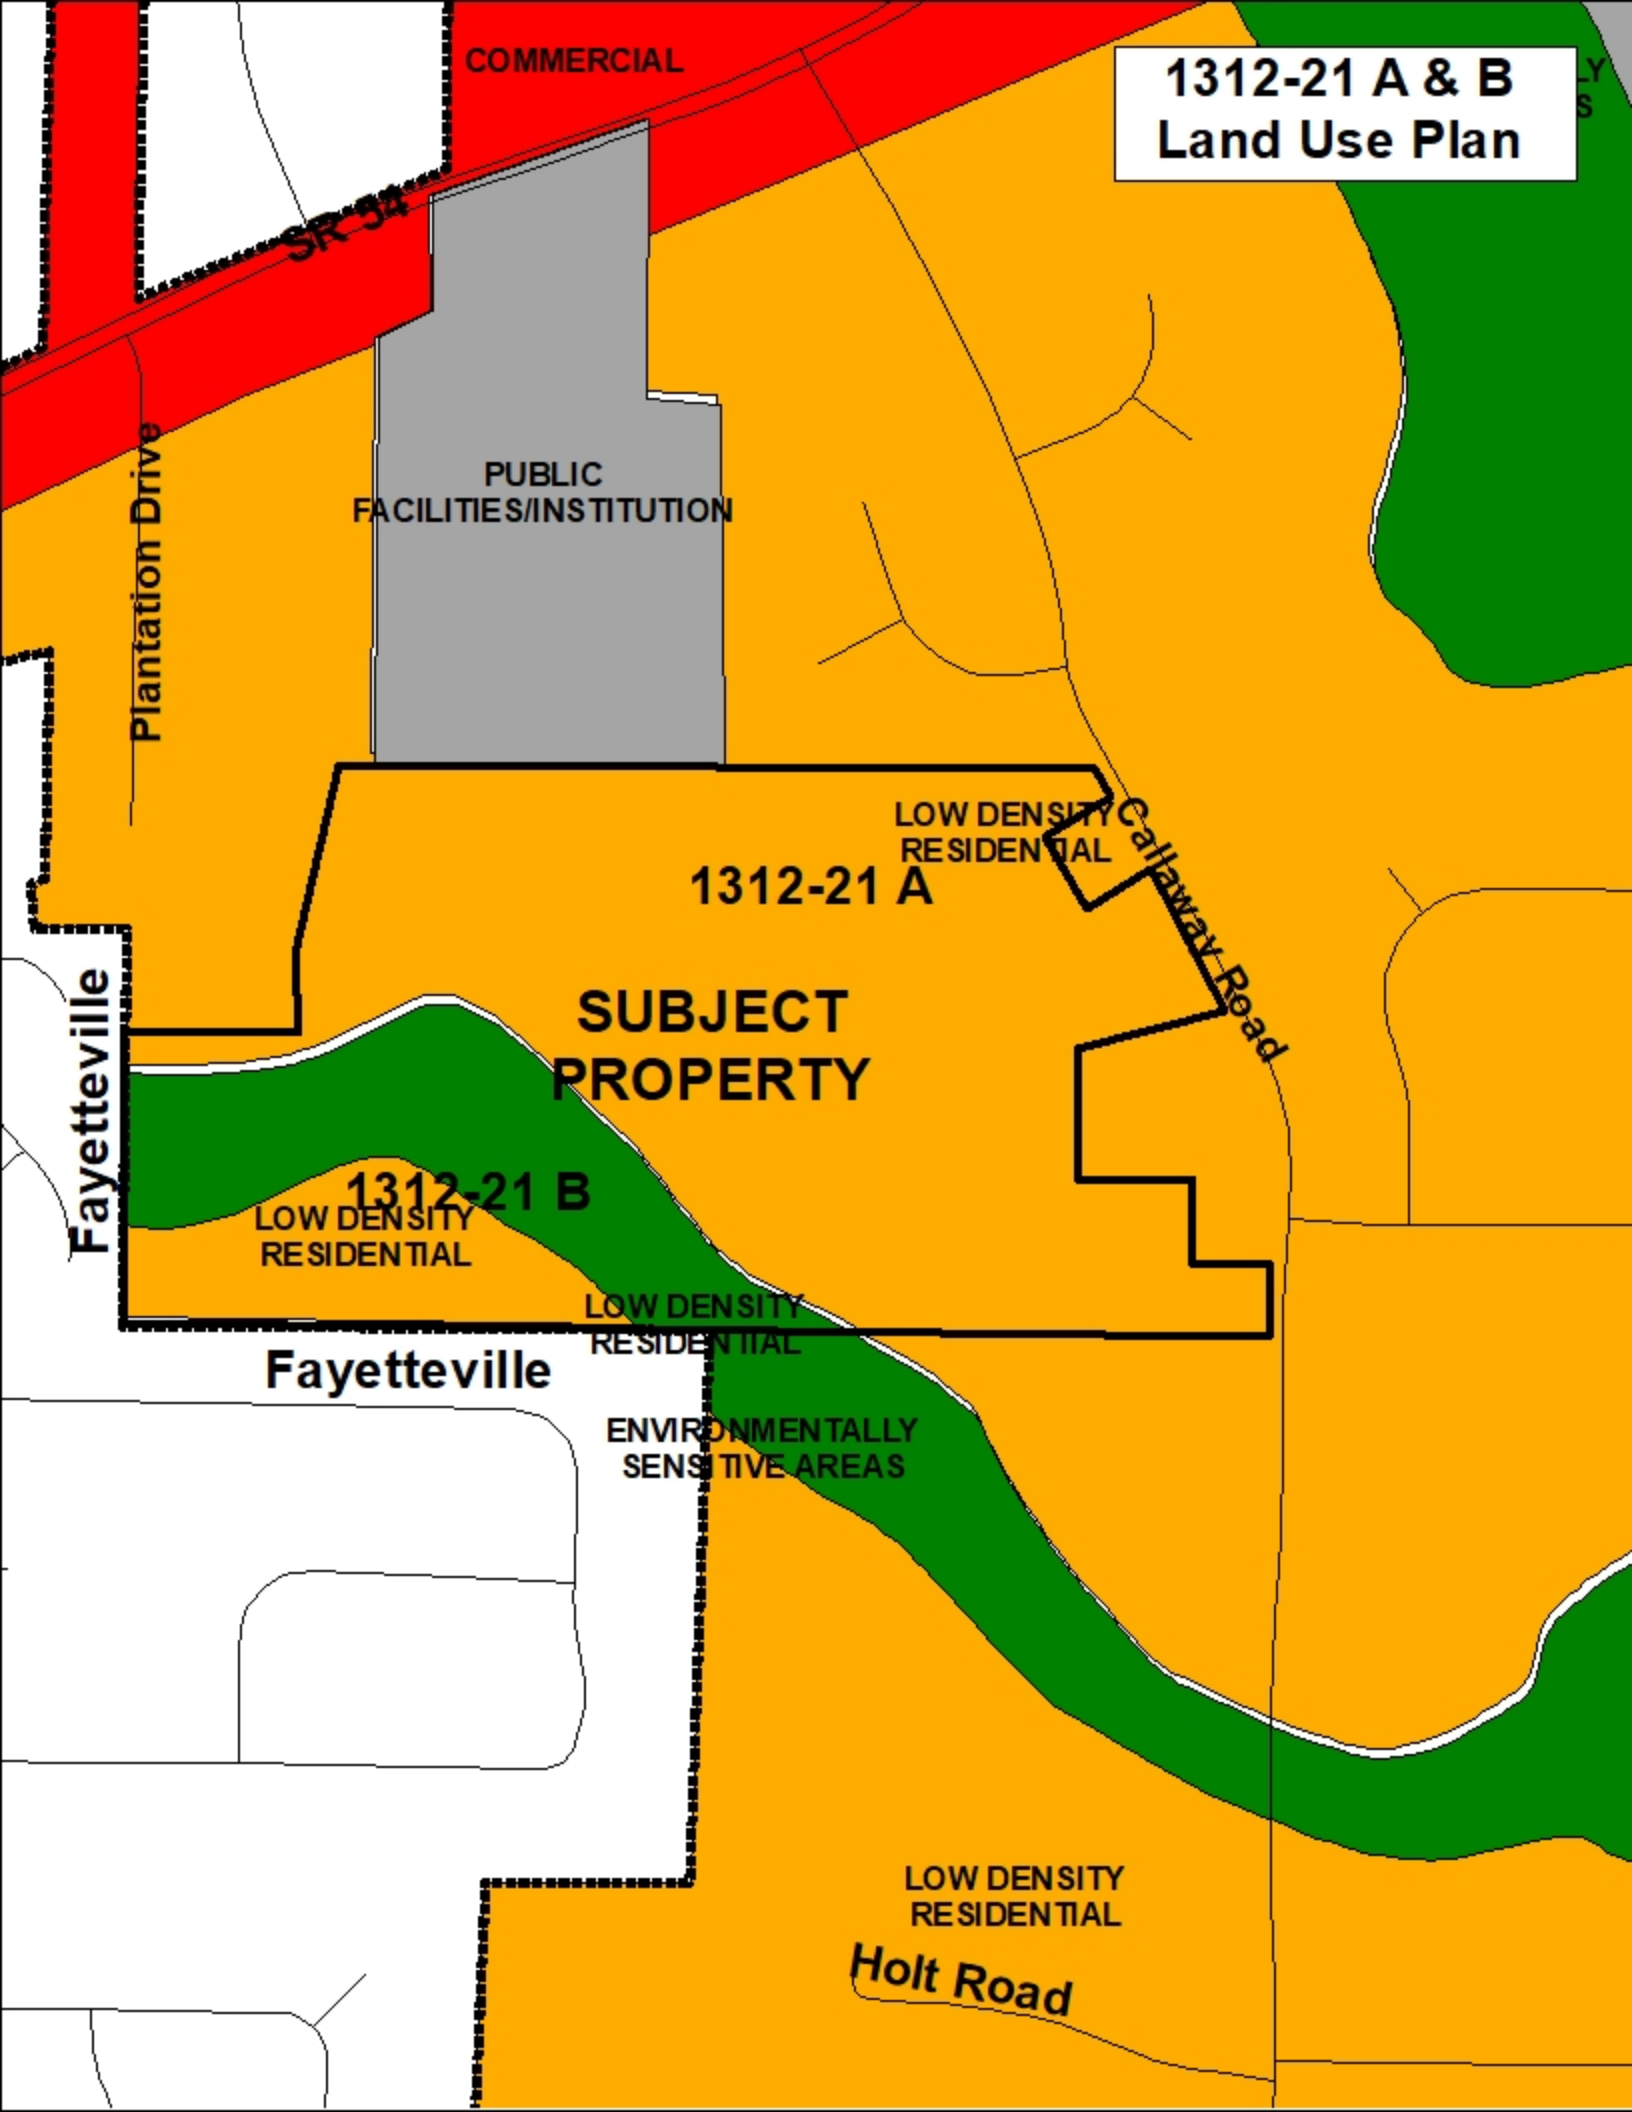 COMMERCIAL
1312-21 A & B
Land Use Plan
LY
S
SR 54
Plantation Drive
PUBLIC
FACILITIES/INSTITUTION
LOW DENSITY
RESIDENTIAL
Callaway Road
1312-21 A
SUBJECT
PROPERTY
Fayetteville
1312-21 B
LOW DENSITY
RESIDENTIAL
LOW DENSITY
RESIDENTIAL
Fayetteville
ENVIRONMENTALLY
SENSITIVE AREAS
LOW DENSITY
RESIDENTIAL
Holt Road